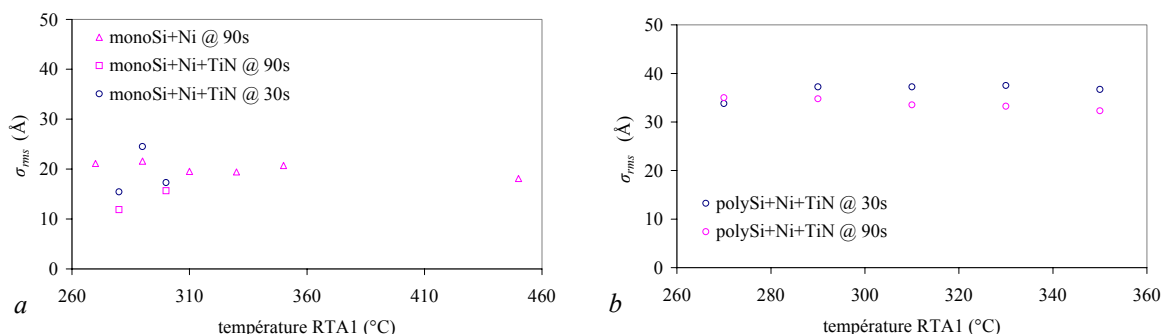 50
40
30
20
10
0
σrms (Å)
monoSi+Ni @ 90s
monoSi+Ni+TiN @ 90s
monoSi+Ni+TiN @ 30s
260 310 360 410 460
température RTA1 (°C)
a
50
40
30
20
10
0
σrms (Å)
polySi+Ni+TiN @ 30s
polySi+Ni+TiN @ 90s
260 280 300 320 340 360
température RTA1 (°C)
b